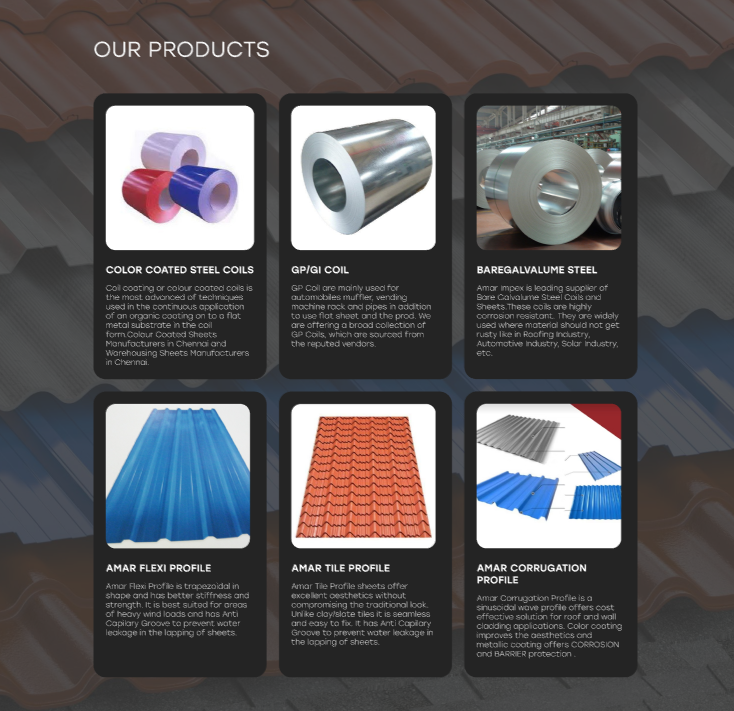 OUR PRODUCTS
COLOR COATED STEEL COILS
Coil coating or colour coated coils is
the most advanced of techniques
used in the continuous application
of an organic coating on to a flat
metal substrate in the coil
form.Colour Coated Sheets
Manufacturers in Chennai and
Warehousing Sheets Manufacturers
in Chennai.
GP/GI COIL
GP Coil are mainly used for
automobiles muffler, vending
machine rack and pipes in addition
to use flat sheet and the prod. We
are offering a broad collection of
GP Coils, which are sourced from
the reputed vendors.
BAREGALVALUME STEEL
Amar Impex is leading supplier of
Bare Galvalume Steel Coils and
Sheets.These coils are highly
corrosion resistant. They are widely
used where material should not get
rusty like in Roofing Industry,
Automotive Industry, Solar Industry,
etc.
AMAR FLEXI PROFILE
Amar Flexi Profile is trapezoidal in
shape and has better stiffness and
strength. It is best suited for areas
of heavy wind loads and has Anti
Capilary Groove to prevent water
leakage in the lapping of sheets.
AMAR TILE PROFILE
Amar Tile Profile sheets offer
excellent aesthetics without
compromising the traditional look.
Unlike clay/slate tiles it is seamless
and easy to fix. It has Anti Capilary
Groove to prevent water leakage in
the lapping of sheets.
AMAR CORRUGATION
PROFILE
Amar Corrugation Profile is a
sinusoidal wave profile offers cost
effective solution for roof and wall
cladding applications. Color coating
improves the aesthetics and
metallic coating offers CORROSION
and BARRIER protection .